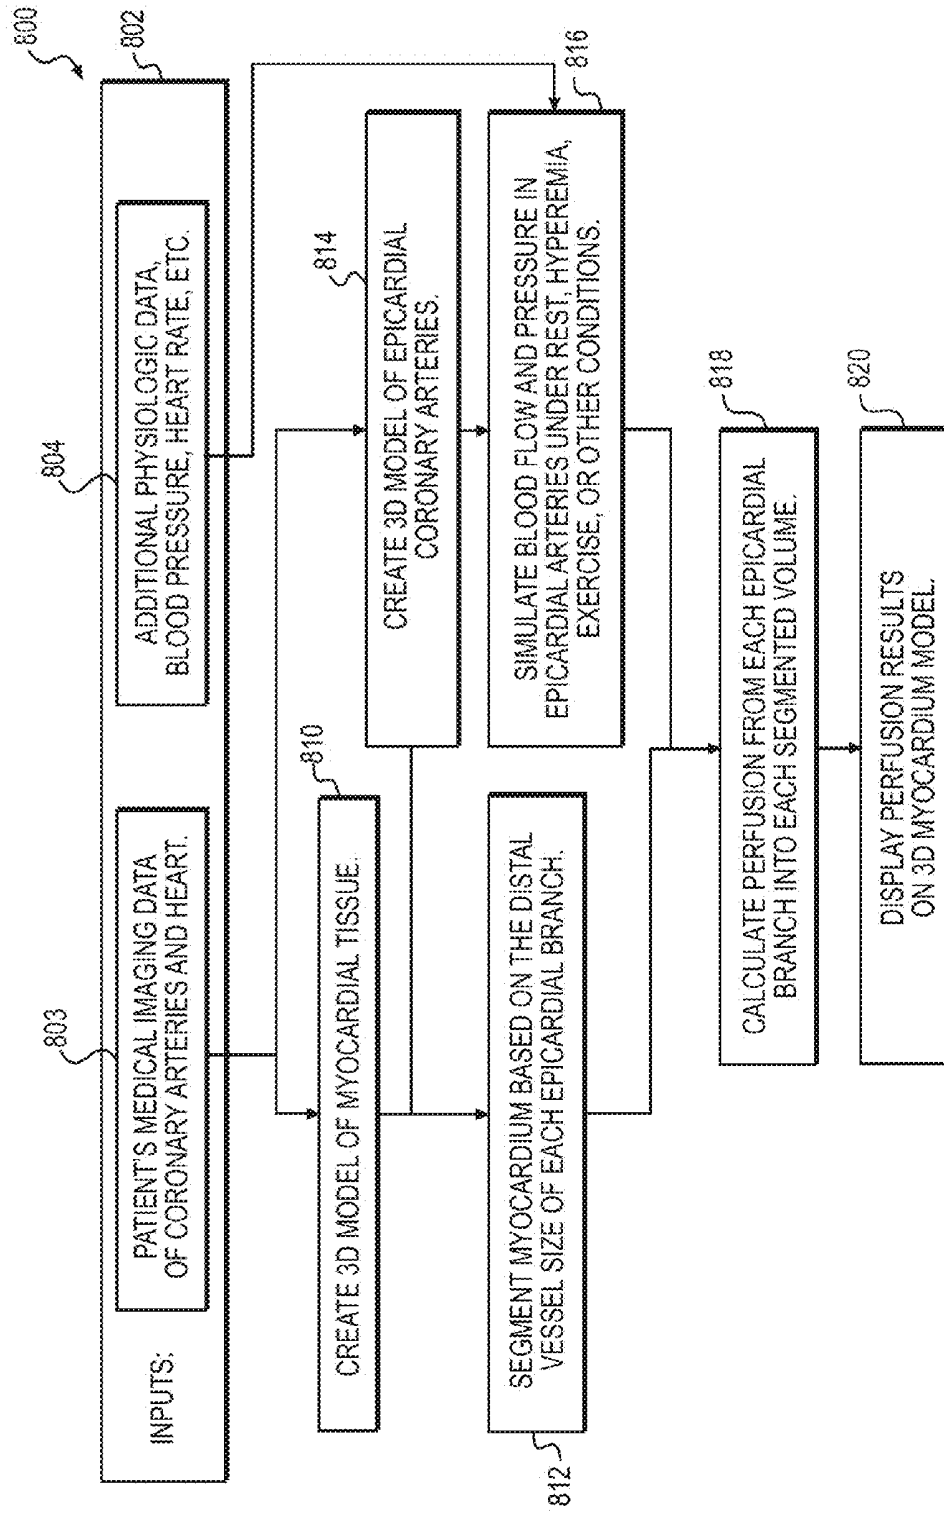 800
802
INPUTS:
803
PATIENT'S MEDICAL IMAGING DATA
OF CORONARY ARTERIES AND HEART.
804
ADDITIONAL PHYSIOLOGIC DATA,
BLOOD PRESSURE, HEART RATE, ETC.
810
CREATE 3D MODEL OF MYOCARDIAL TISSUE.
814
CREATE 3D MODEL OF EPICARDIAL
CORONARY ARTERIES.
812
SEGMENT MYOCARDIUM BASED ON THE DISTAL
VESSEL SIZE OF EACH EPICARDIAL BRANCH.
816
SIMULATE BLOOD FLOW AND PRESSURE IN
EPICARDIAL ARTERIES UNDER REST, HYPEREMIA,
EXERCISE, OR OTHER CONDITIONS.
818
CALCULATE PERFUSION FROM EACH EPICARDIAL
BRANCH INTO EACH SEGMENTED VOLUME.
820
DISPLAY PERFUSION RESULTS
ON 3D MYOCARDIUM MODEL.